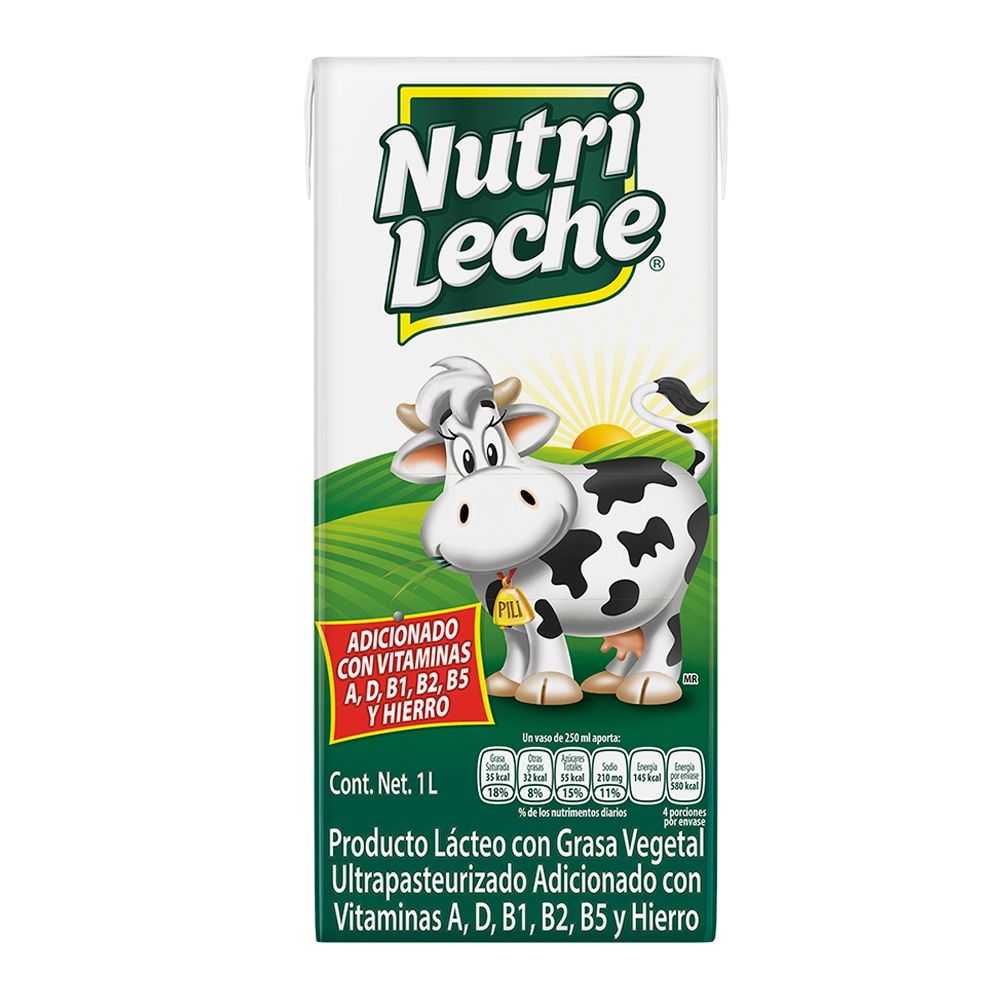 Nutri
Leche®
PILI
ADICIONADO
CON VITAMINAS
A, D, B1, B2, B5
Y HIERRO
MR
Un vaso de 250 ml aporta:
Grasa Saturada 35 kcal 18%
Otras grasas 32 kcal 8%
Azúcares Totales 55 kcal 15%
Sodio 210 mg 11%
Energía 145 kcal
Energía por envase 580 kcal
% de los nutrimentos diarios
4 porciones
por envase
Cont. Net. 1 L
Producto Lácteo con Grasa Vegetal
Ultrapasteurizado Adicionado con
Vitaminas A, D, B1, B2, B5 y Hierro